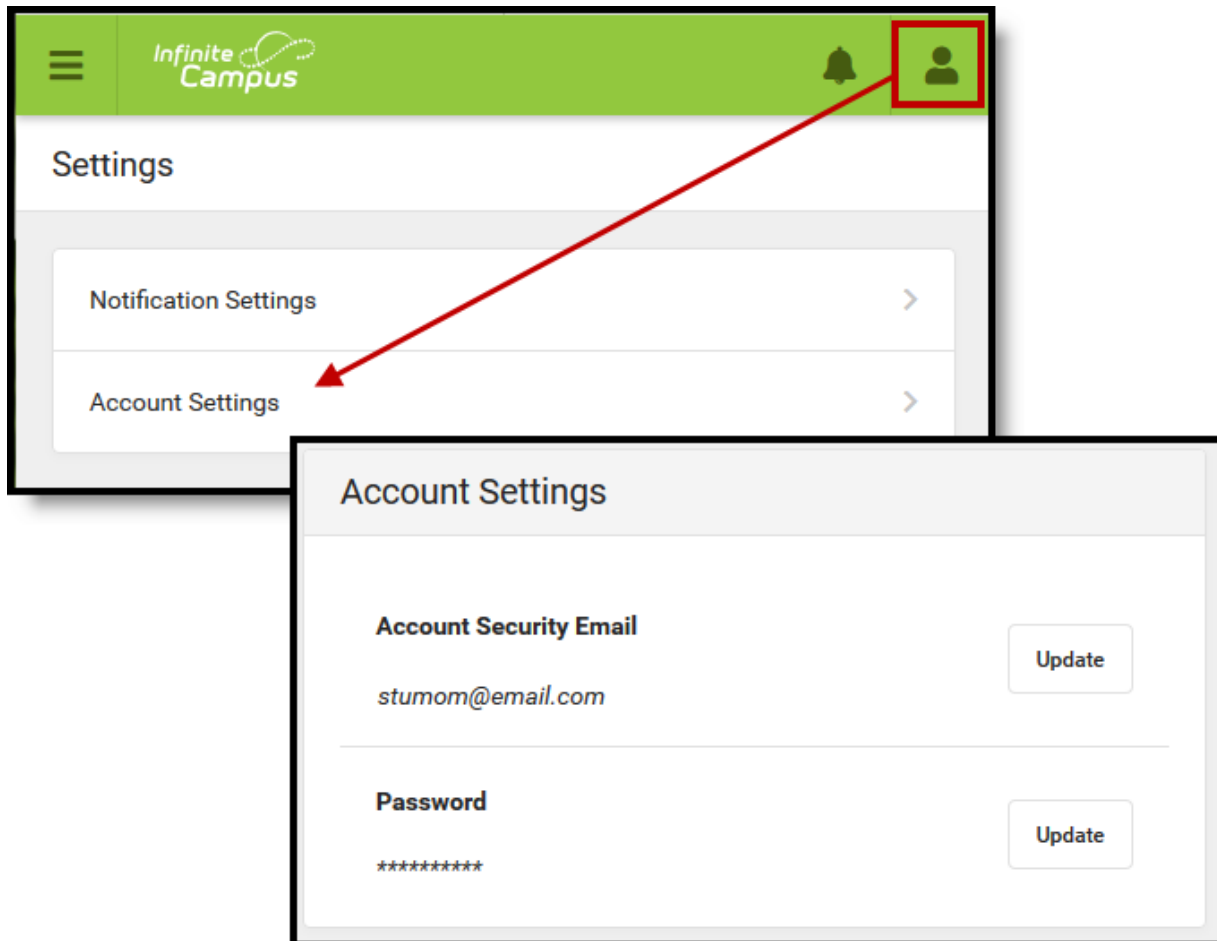 Infinite
Campus
Settings
Notification Settings
Account Settings
Account Settings
Account Security Email
Update
stumom@email.com
Password
Update
**********